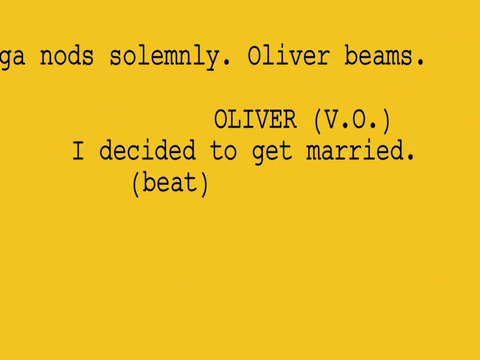 ga nods solemnly. Oliver beams.
OLIVER (V.O.)
I decided to get married.
(beat)